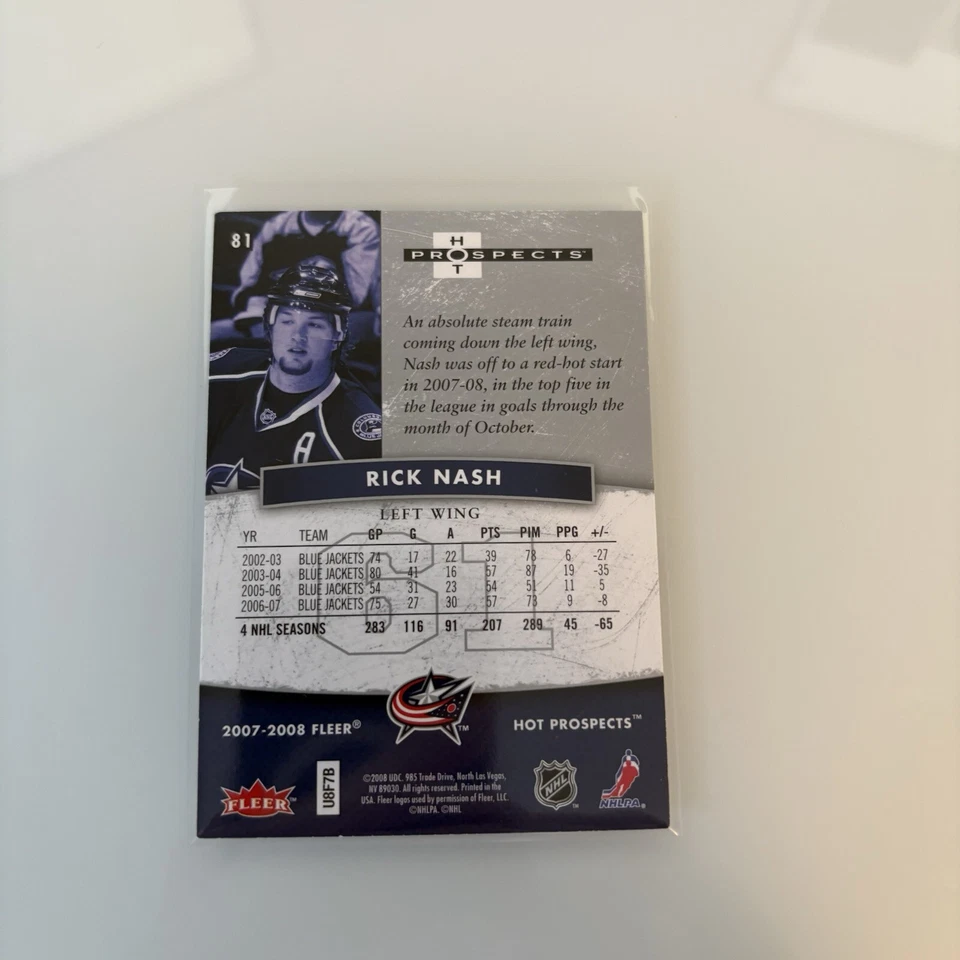 81
HOT
PROSPECTS™
An absolute steam train
coming down the left wing,
Nash was off to a red-hot start
in 2007-08, in the top five in
the league in goals through the
month of October.
A
RICK NASH
LEFT WING
61
YR TEAM GP G A PTS PIM PPG +/-
2002-03 BLUE JACKETS 74 17 22 39 78 6 -27
2003-04 BLUE JACKETS 80 41 16 57 87 19 -35
2005-06 BLUE JACKETS 54 31 23 54 51 11 5
2006-07 BLUE JACKETS 75 27 30 57 73 9 -8
4 NHL SEASONS 283 116 91 207 289 45 -65
2007-2008 FLEER®
TM
HOT PROSPECTS™
FLEER™
U8F7B
©2008 UDC. 985 Trade Drive, North Las Vegas,
NV 89030. All rights reserved. Printed in the
USA. Fleer logos used by permission of Fleer, LLC.
©NHLPA. ©NHL
NHL™
NHLPA®